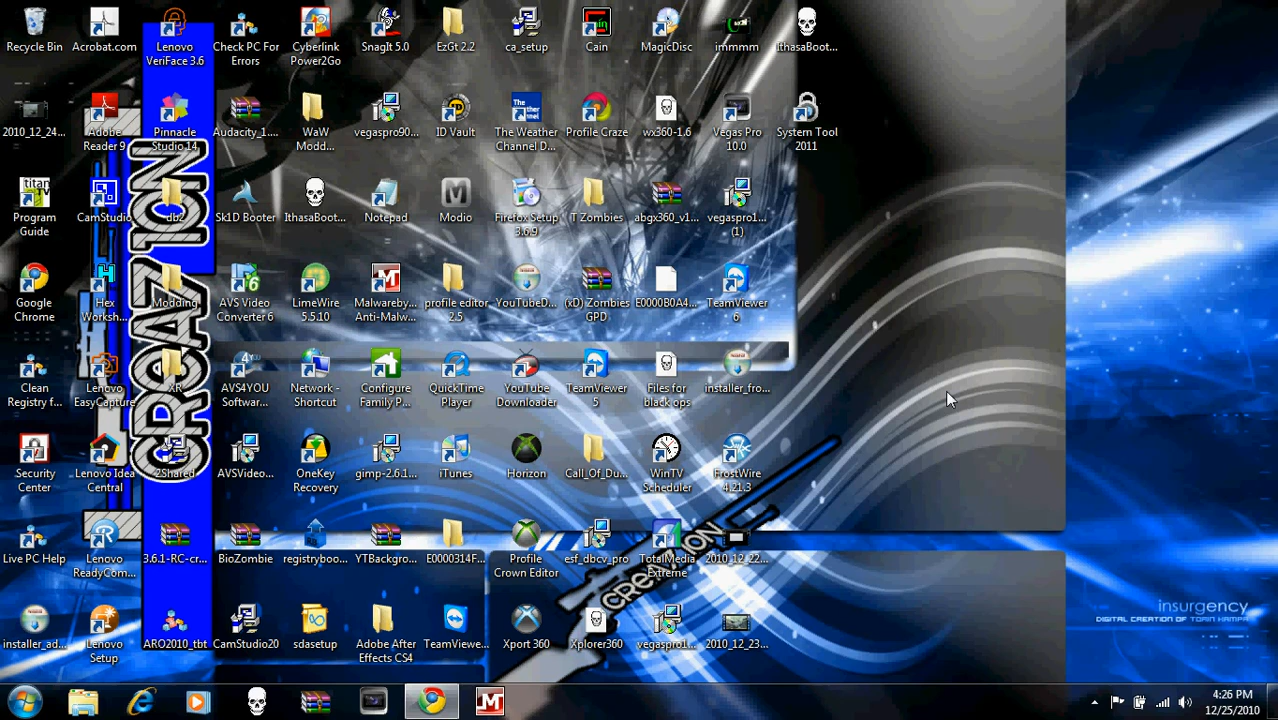 Recycle Bin
Acrobat.com
Lenovo
VeriFace 3.6
Check PC For
Errors
Cyberlink
Power2Go
SnagIt 5.0
EzGt 2.2
ca_setup
Cain
MagicDisc
immmm
IthasaBoot...
2010_12_24...
Adobe
Reader 9
Pinnacle
Studio 14
Audacity_1....
WaW
Modd...
vegaspro90...
ID Vault
The Weather
Channel D...
Profile Craze
wx360-1.6
Vegas Pro
10.0
System Tool
2011
Program
Guide
CamStudio
db2
Sk1D Booter
IthasaBoot...
Notepad
Modio
Firefox Setup
3.6.9
T Zombies
abgx360_v1...
vegaspro1...
(1)
Google
Chrome
Hex
Worksh...
Modding
AVS Video
Converter 6
LimeWire
5.5.10
Malwareby...
Anti-Malw...
profile editor
2.5
YouTubeD...
(xD) Zombies
GPD
E0000B0A4...
TeamViewer
6
Clean
Registry f...
Lenovo
EasyCapture
XR
AVS4YOU
Softwar...
Network -
Shortcut
Configure
Family P...
QuickTime
Player
YouTube
Downloader
TeamViewer
5
Files for
black ops
installer_fro...
Security
Center
Lenovo Idea
Central
2Shared
AVSVideo...
OneKey
Recovery
gimp-2.6.1...
iTunes
Horizon
Call_Of_Du...
WinTV
Scheduler
FrostWire
4.21.3
Live PC Help
Lenovo
ReadyCom...
3.6.1-RC-cr...
BioZombie
registryboo...
YTBackgro...
E0000314F...
Profile
Crown Editor
esf_dbcv_pro
TotalMedia
Extreme
2010_12_22...
installer_ad...
Lenovo
Setup
ARO2010_tbt
CamStudio20
sdasetup
Adobe After
Effects CS4
TeamViewe...
Xport 360
Xplorer360
vegaspro1...
2010_12_23...
insurgency
DIGITAL CREATION OF TORIN HAMPA
4:26 PM
12/25/2010